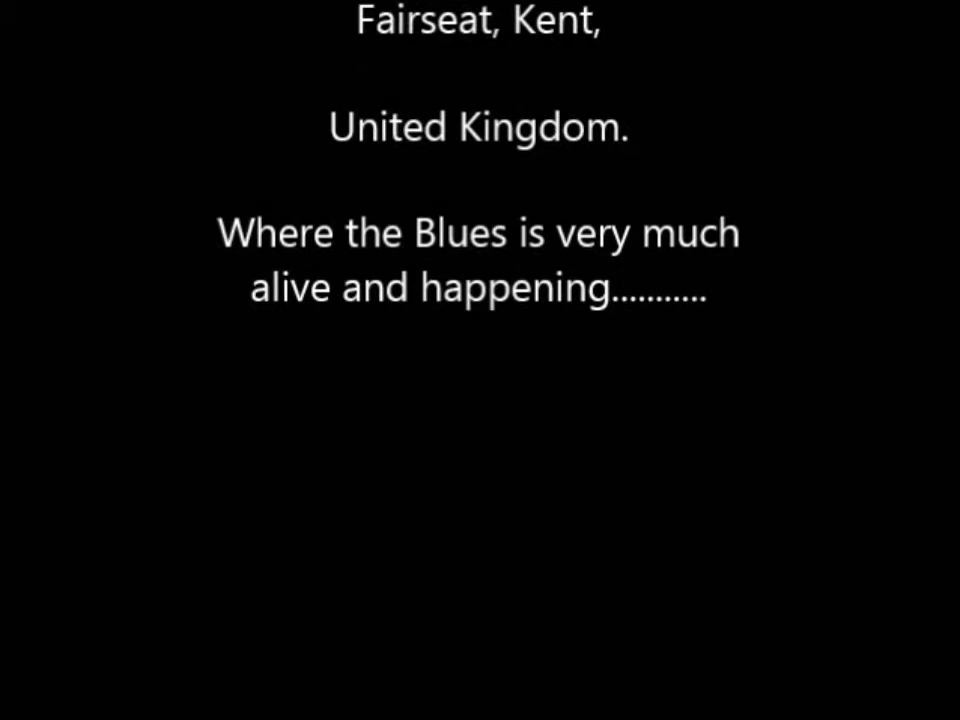 Fairseat, Kent,
United Kingdom.
Where the Blues is very much
alive and happening...........